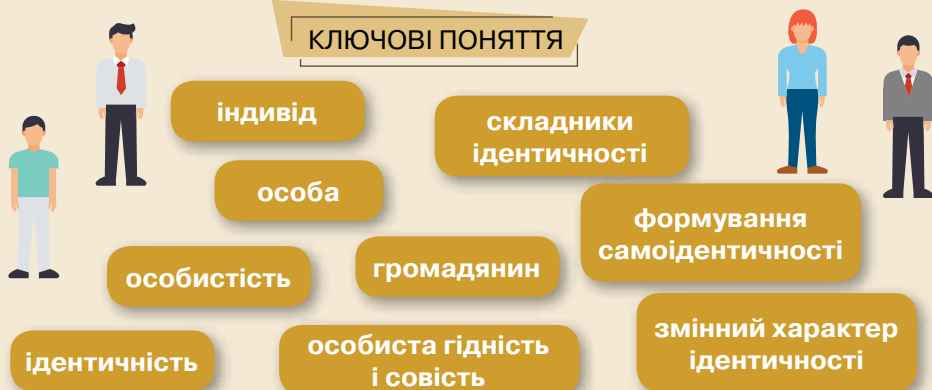 КЛЮЧОВІ ПОНЯТТЯ
індивід
складники
ідентичності
особа
формування
самоідентичності
особистість
громадянин
ідентичність
особиста гідність
і совість
змінний характер
ідентичності